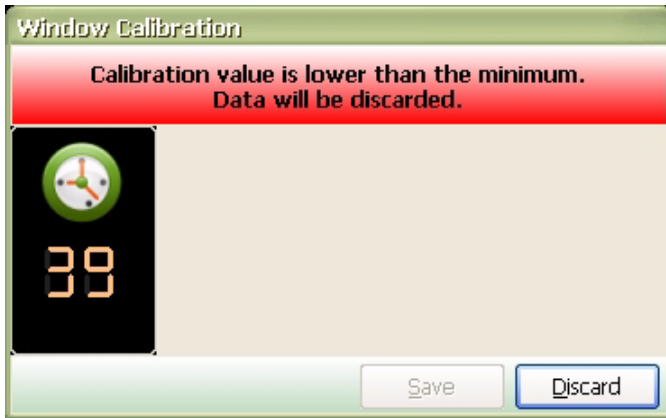 Window Calibration
Calibration value is lower than the minimum.
Data will be discarded.
39
Save
Discard